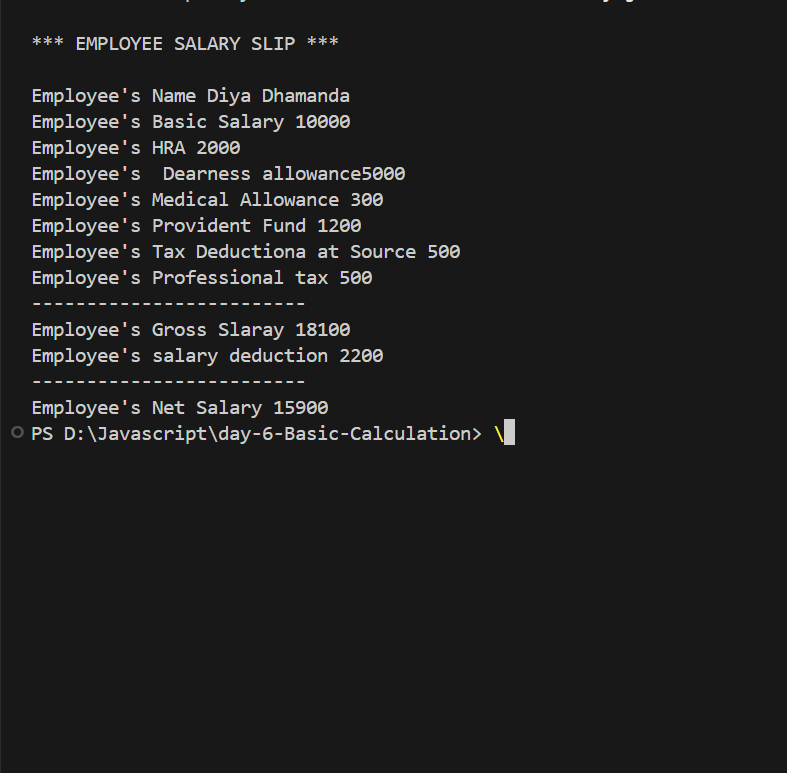 *** EMPLOYEE SALARY SLIP ***
Employee's Name Diya Dhamanda
Employee's Basic Salary 10000
Employee's HRA 2000
Employee's  Dearness allowance5000
Employee's Medical Allowance 300
Employee's Provident Fund 1200
Employee's Tax Deductiona at Source 500
Employee's Professional tax 500
-------------------------
Employee's Gross Slaray 18100
Employee's salary deduction 2200
-------------------------
Employee's Net Salary 15900
PS D:\Javascript\day-6-Basic-Calculation> \